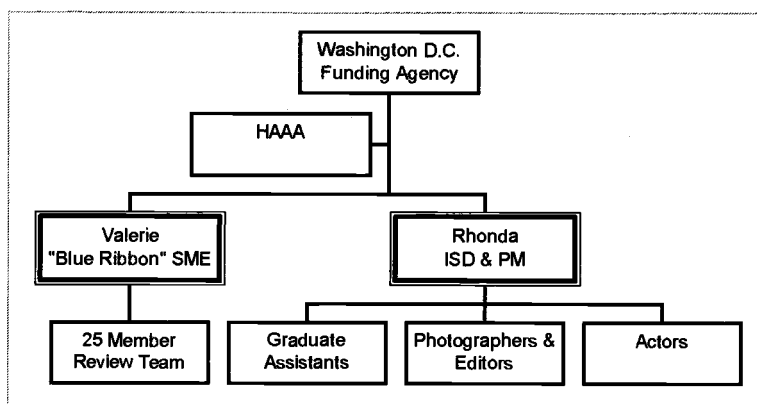 Washington D.C.
Funding Agency
HAAA
Valerie
"Blue Ribbon" SME
Rhonda
ISD & PM
25 Member
Review Team
Graduate
Assistants
Photographers &
Editors
Actors